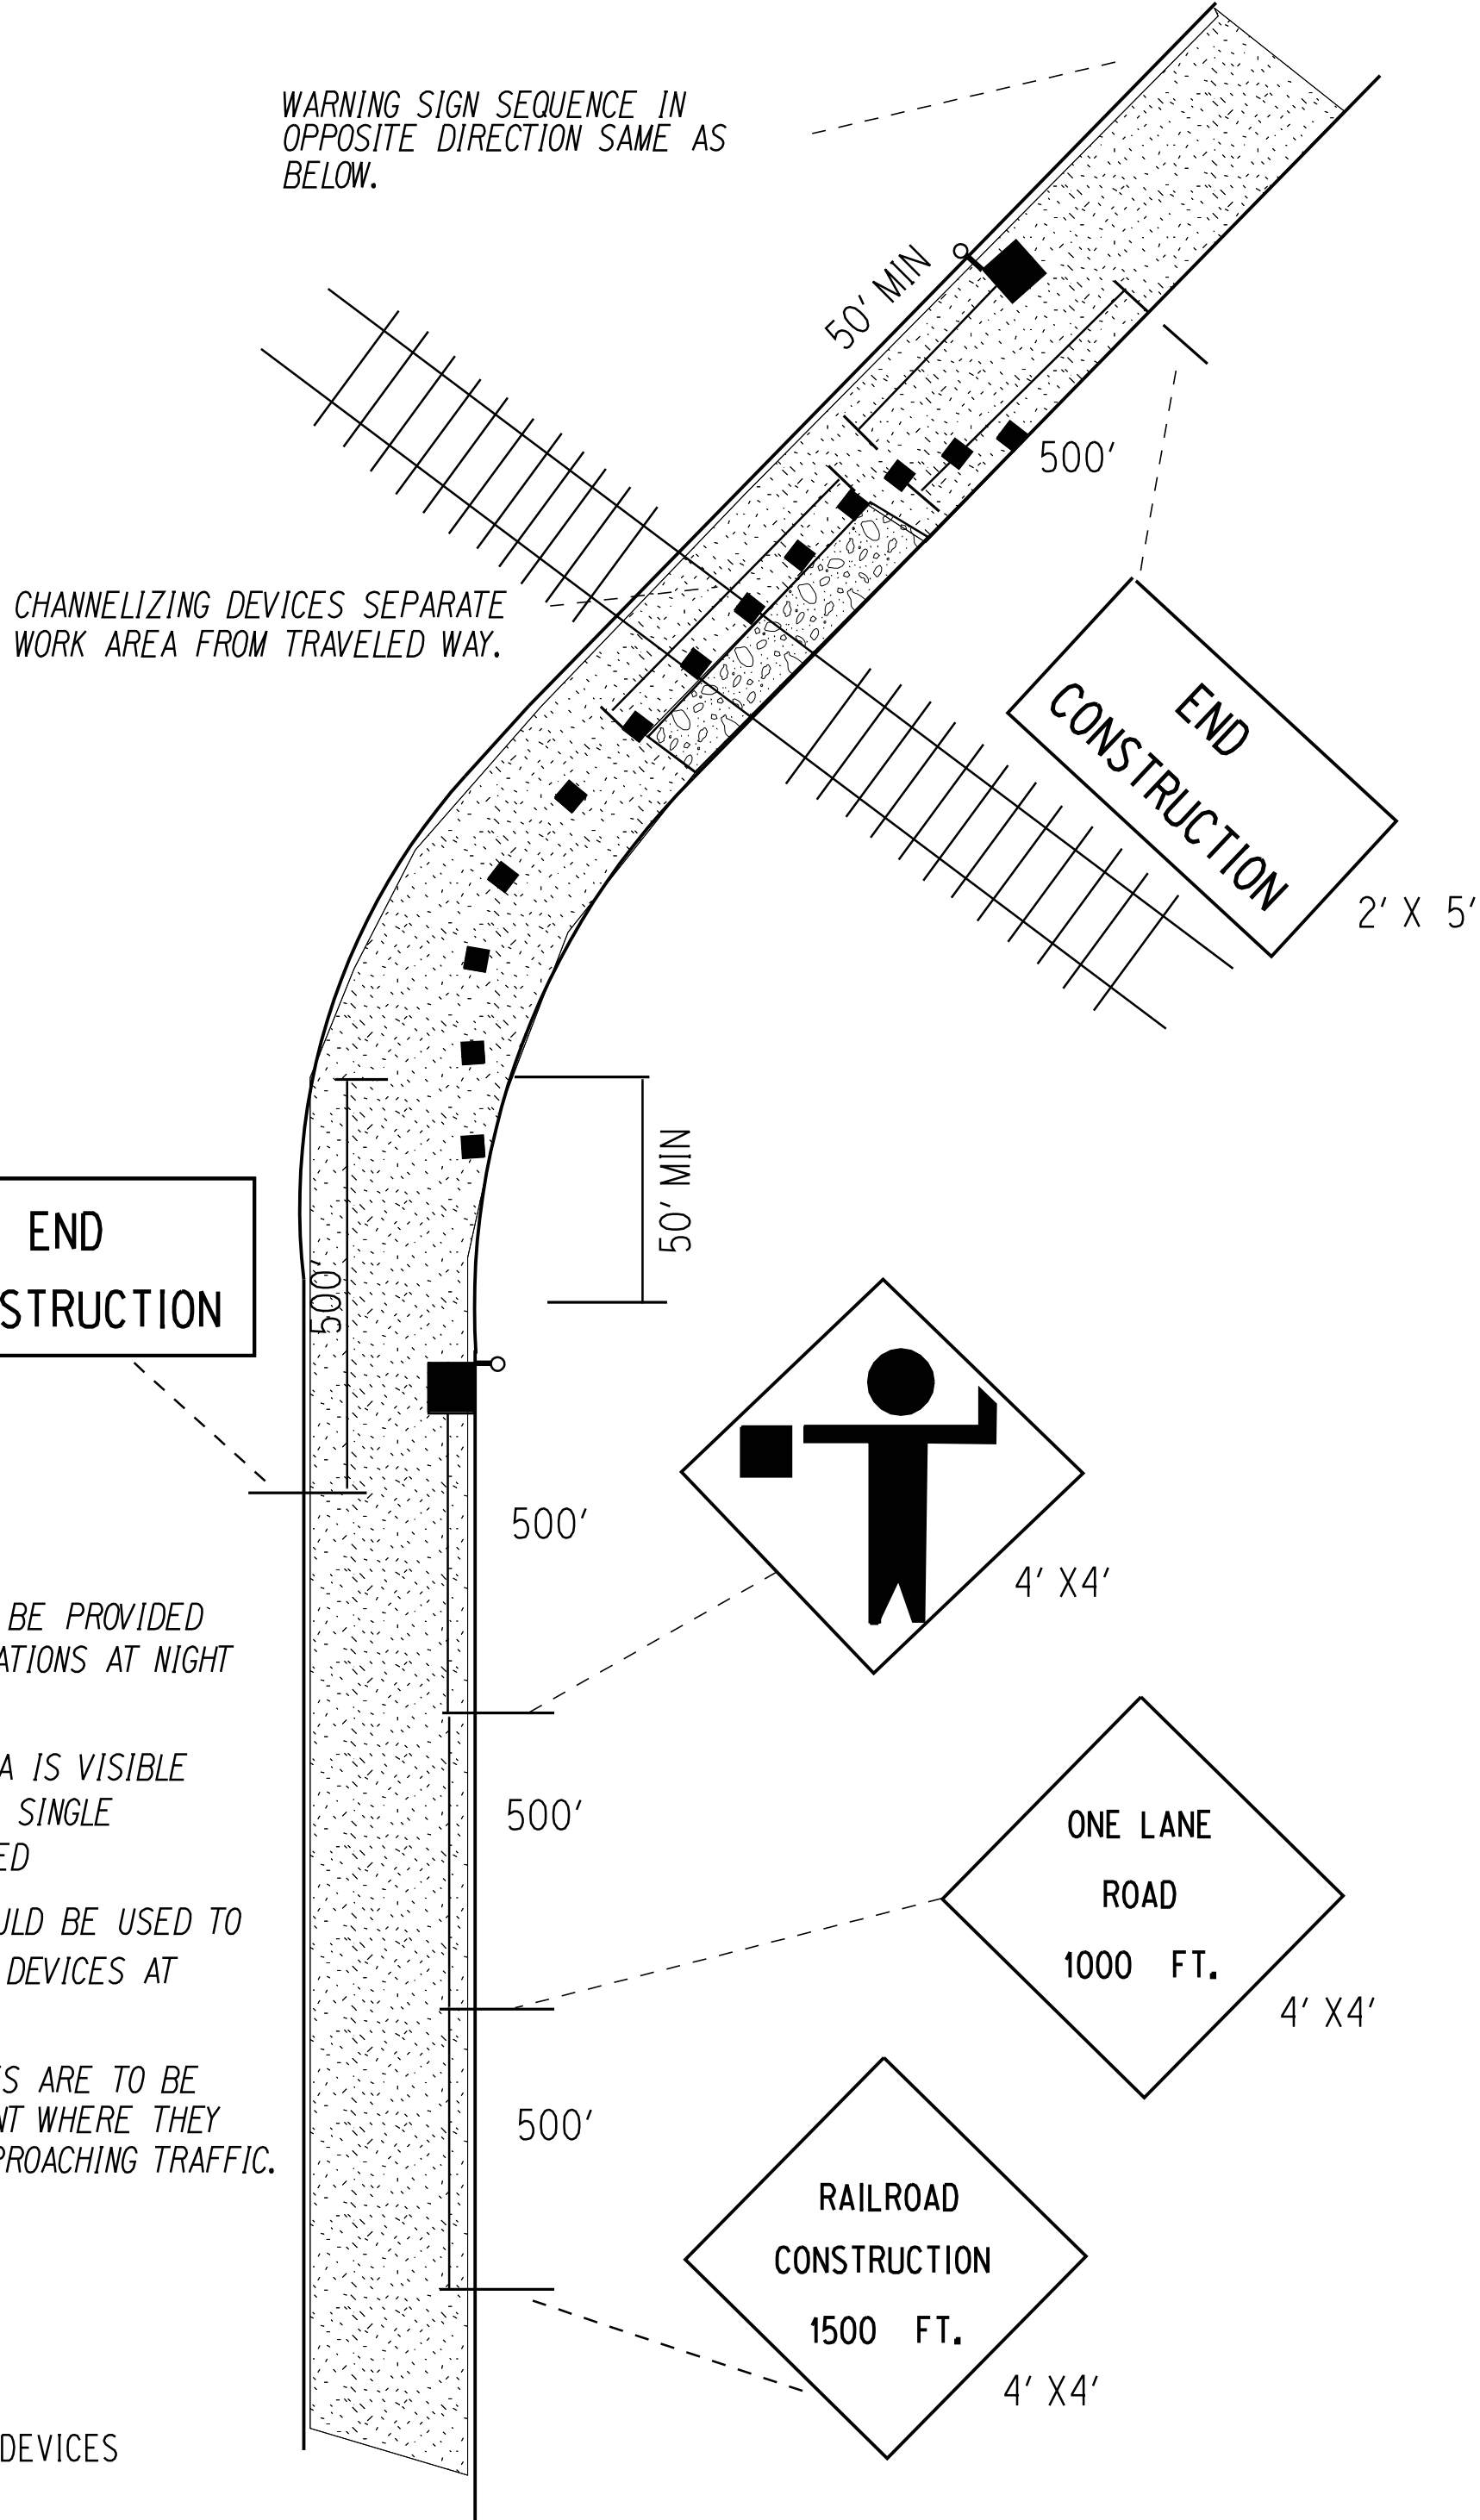 WARNING SIGN SEQUENCE IN
OPPOSITE DIRECTION SAME AS
BELOW.
50' MIN
500'
CHANNELIZING DEVICES SEPARATE
WORK AREA FROM TRAVELED WAY.
END
CONSTRUCTION
2' X 5'
50' MIN
END
STRUCTION
500'
500'
4' X4'
BE PROVIDED
ATIONS AT NIGHT
A IS VISIBLE
SINGLE
ED
500'
ONE LANE
ROAD
1000 FT.
4' X4'
ULD BE USED TO
DEVICES AT
S ARE TO BE
NT WHERE THEY
PROACHING TRAFFIC.
500'
RAILROAD
CONSTRUCTION
1500 FT.
4' X4'
DEVICES